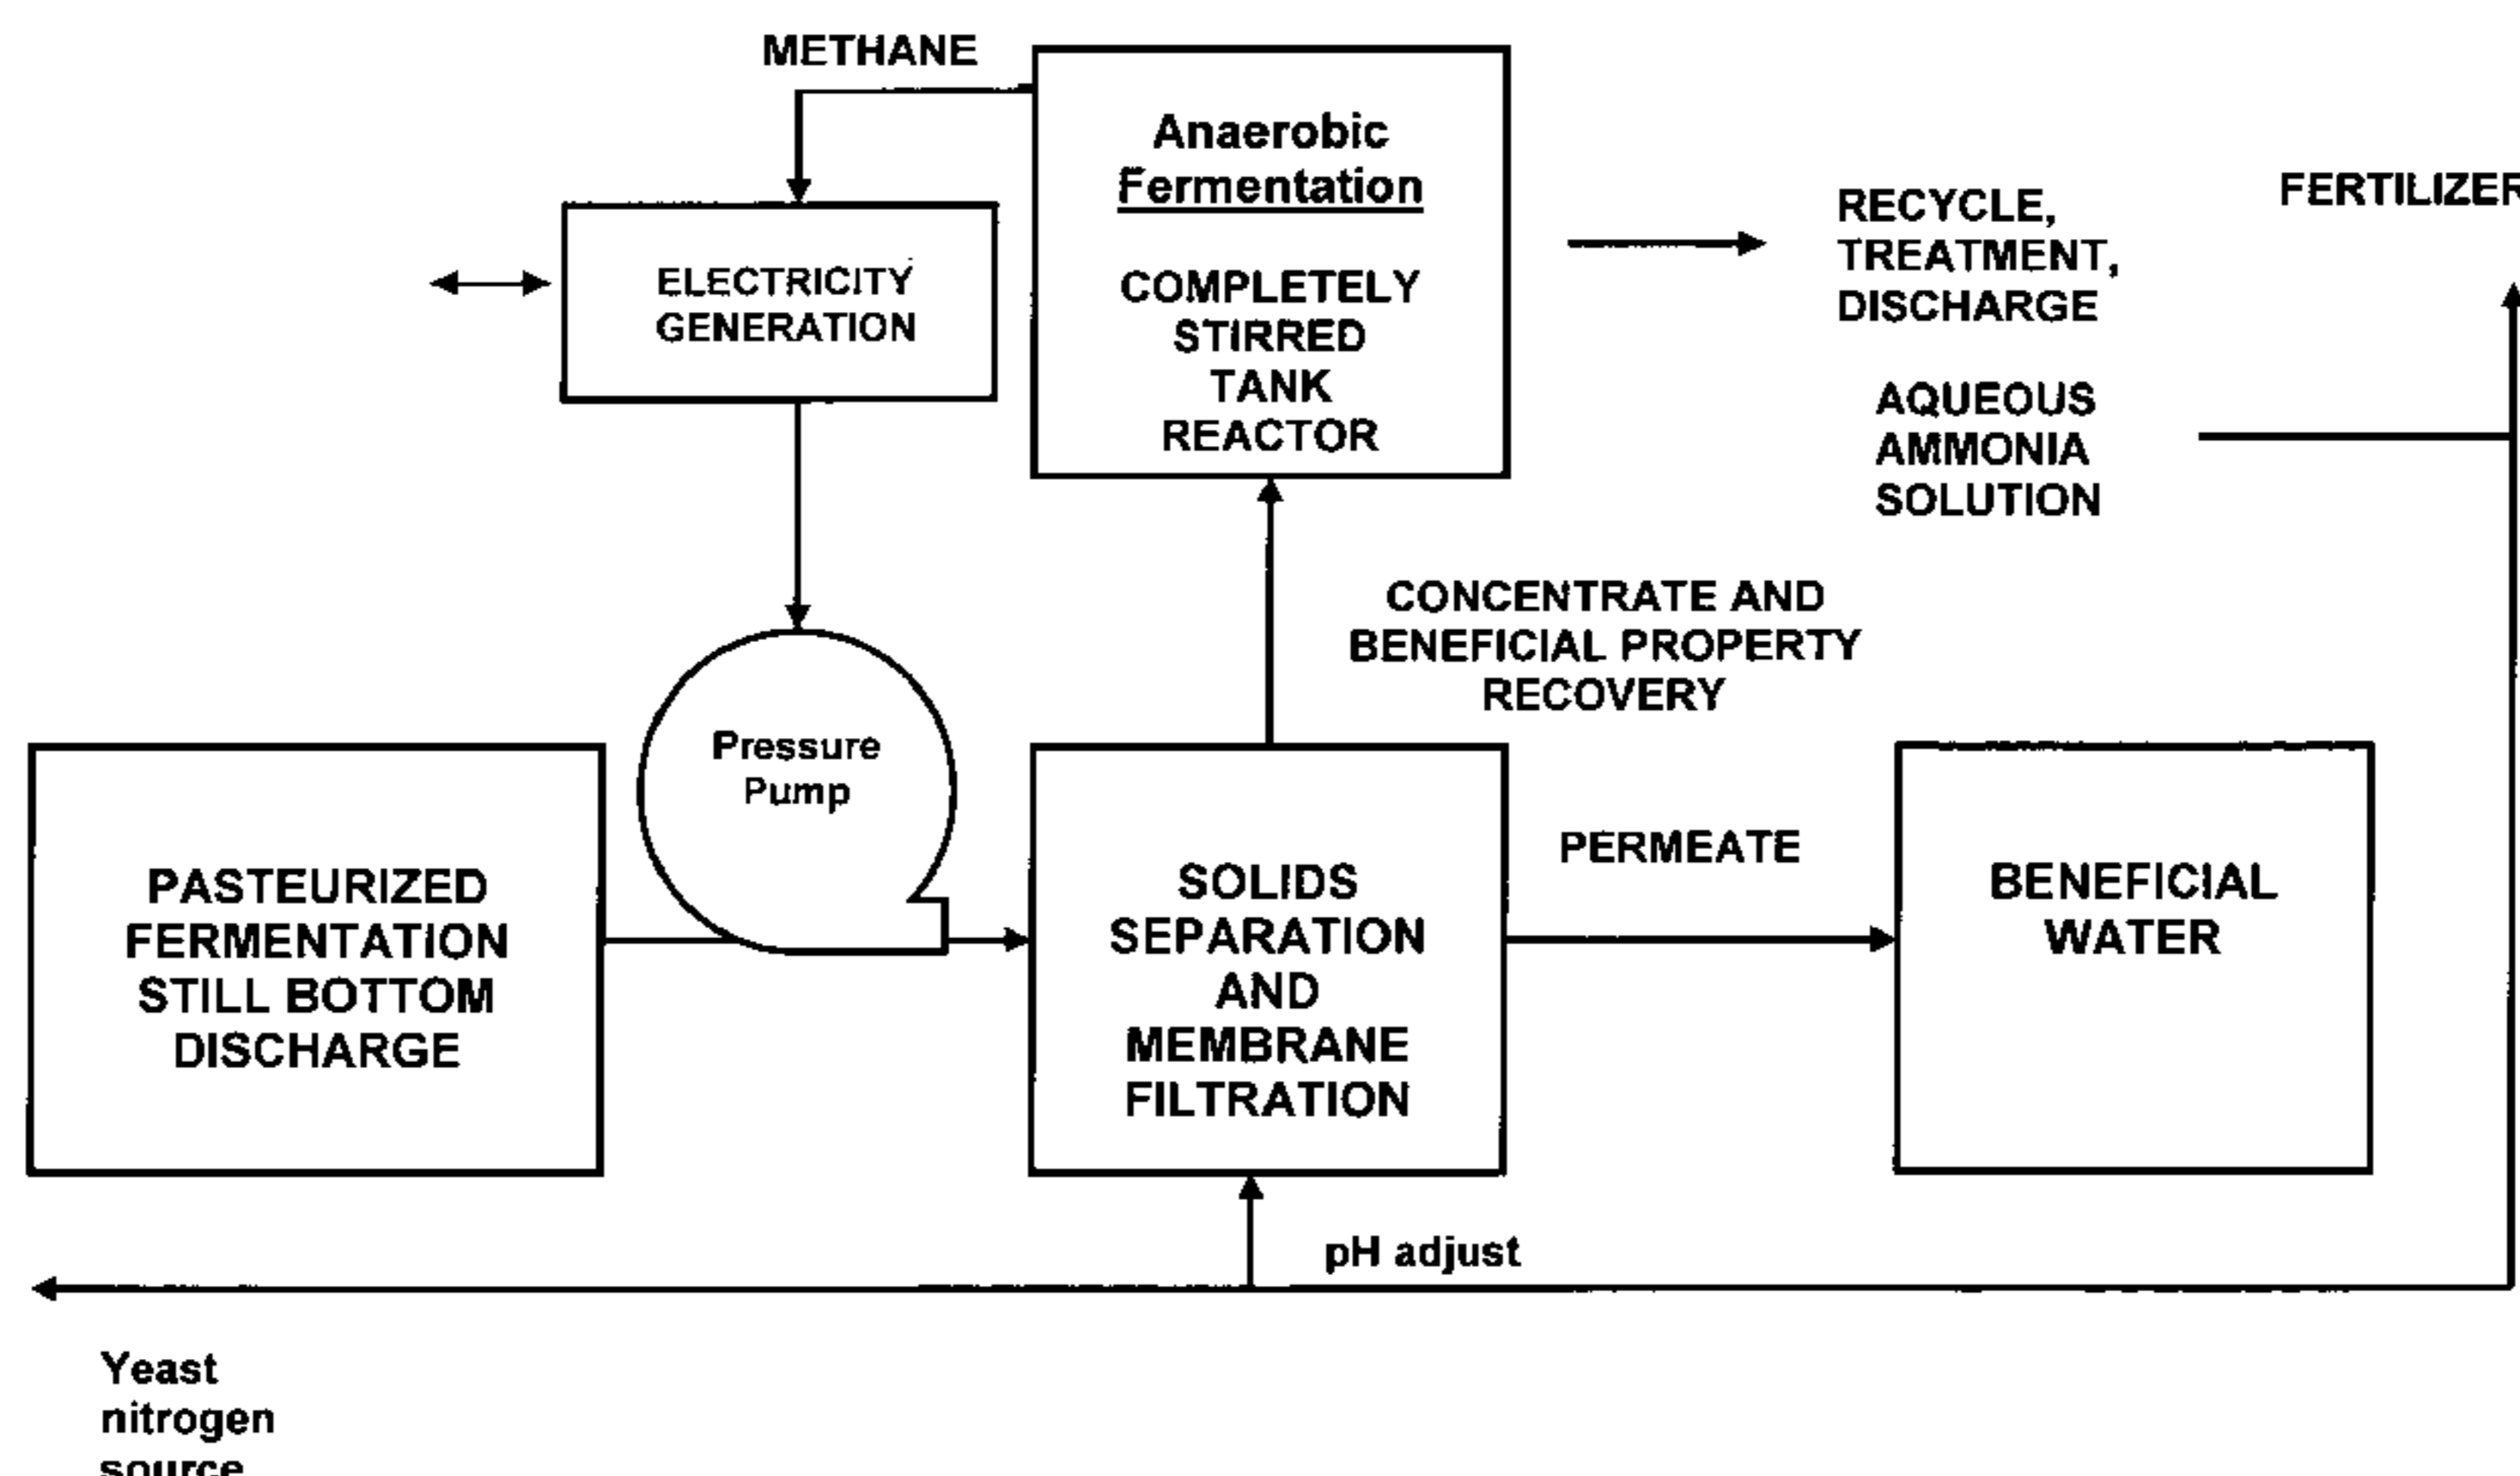 METHANE
Anaerobic
Fermentation
COMPLETELY
STIRRED
TANK
REACTOR
ELECTRICITY
GENERATION
RECYCLE,
TREATMENT,
DISCHARGE
FERTILIZER
AQUEOUS
AMMONIA
SOLUTION
CONCENTRATE AND
BENEFICIAL PROPERTY
RECOVERY
Pressure
Pump
PASTEURIZED
FERMENTATION
STILL BOTTOM
DISCHARGE
SOLIDS
SEPARATION
AND
MEMBRANE
FILTRATION
PERMEATE
BENEFICIAL
WATER
pH adjust
Yeast
nitrogen
source